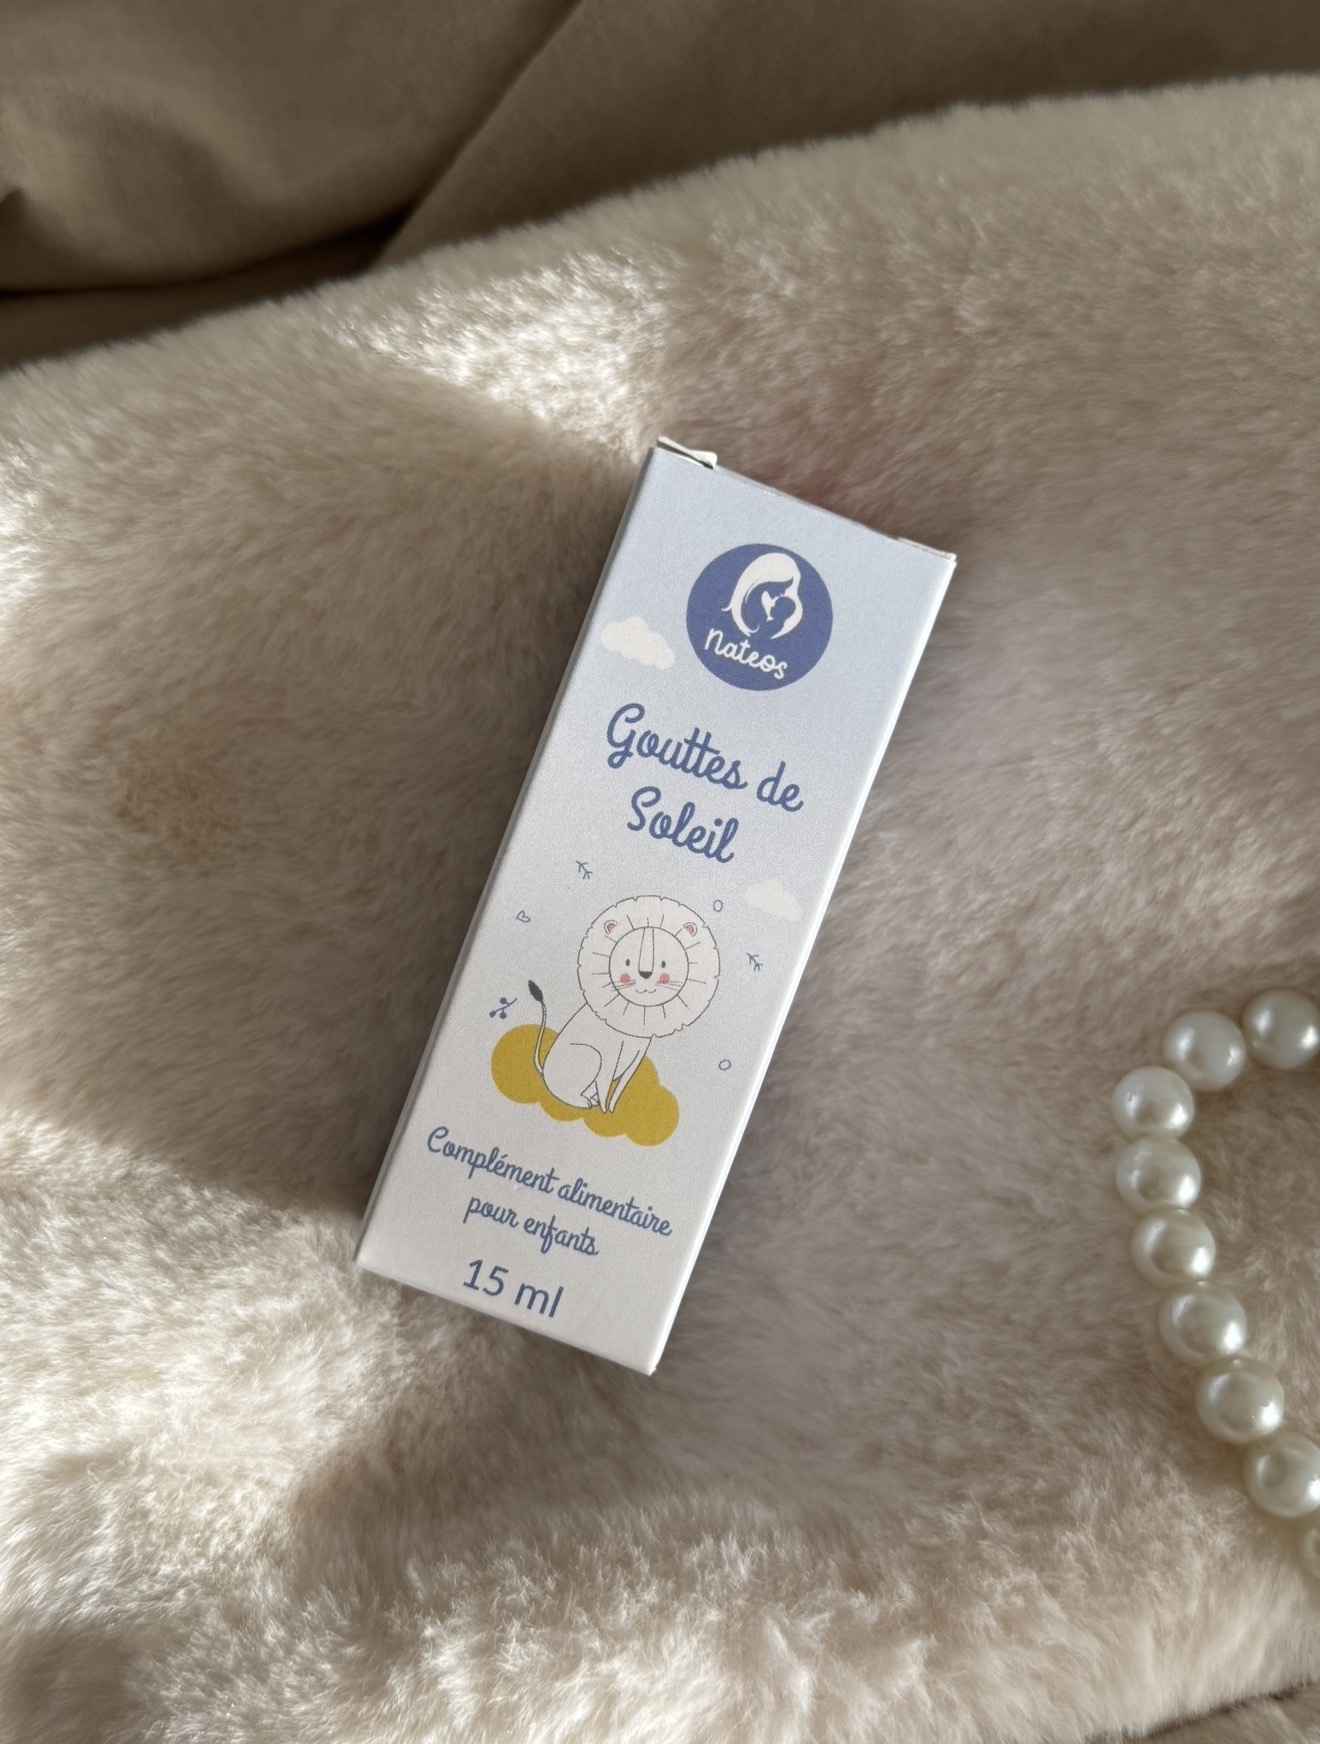 nateos
Gouttes de
Soleil
Complément alimentaire
pour enfants
15 ml